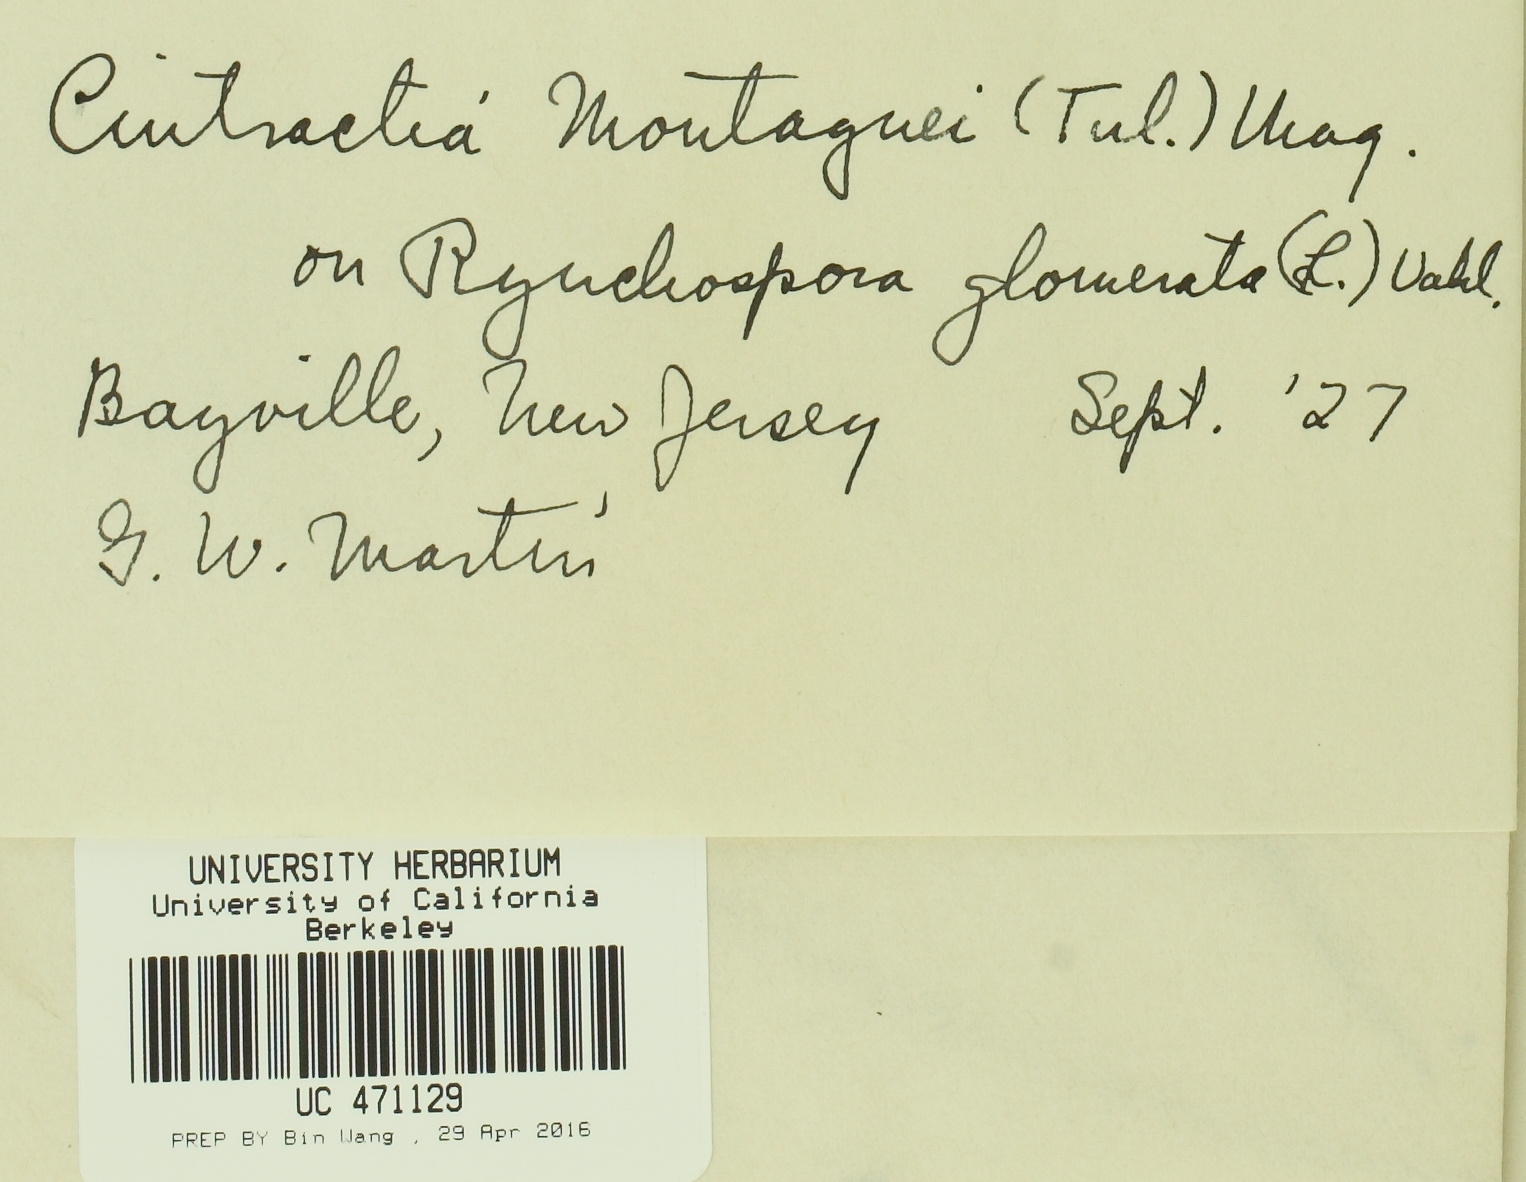 Cintractia Montagnei (Tul.) Mag.
on Rynchospora glomerata (L.) Vahl.
Bayville, New Jersey Sept. '27
G. W. Martin
UNIVERSITY HERBARIUM
University of California
Berkeley
UC 471129
PREP BY Bin Wang , 29 Apr 2016